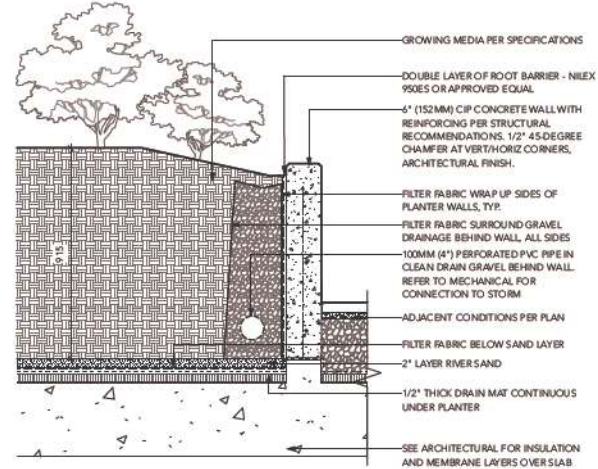 GROWING MEDIA PER SPECIFICATIONS
DOUBLE LAYER OF ROOT BARRIER - NILEX
950ES OR APPROVED EQUAL
6" (152MM) CIP CONCRETE WALL WITH
REINFORCING PER STRUCTURAL
RECOMMENDATIONS. 1/2" 45-DEGREE
CHAMFER AT VERT/HORIZ CORNERS,
ARCHITECTURAL FINISH.
FILTER FABRIC WRAP UP SIDES OF
PLANTER WALLS, TYP.
FILTER FABRIC SURROUND GRAVEL
DRAINAGE BEHIND WALL, ALL SIDES
100MM (4") PERFORATED PVC PIPE IN
CLEAN DRAIN GRAVEL BEHIND WALL.
REFER TO MECHANICAL FOR
CONNECTION TO STORM
915
ADJACENT CONDITIONS PER PLAN
FILTER FABRIC BELOW SAND LAYER
2" LAYER RIVER SAND
1/2" THICK DRAIN MAT CONTINUOUS
UNDER PLANTER
SEE ARCHITECTURAL FOR INSULATION
AND MEMBRANE LAYERS OVER SLAB